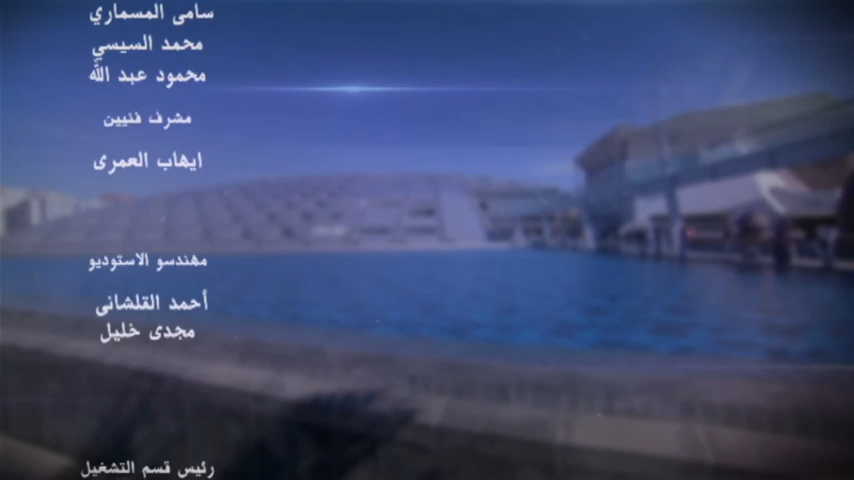 سامى المسماري
محمد السيسي
محمود عبد الله
مشرف فنيين
ايهاب العمرى
مهندسو الاستوديو
أحمد القلشانى
مجدى خليل
رئيس قسم التشغيل